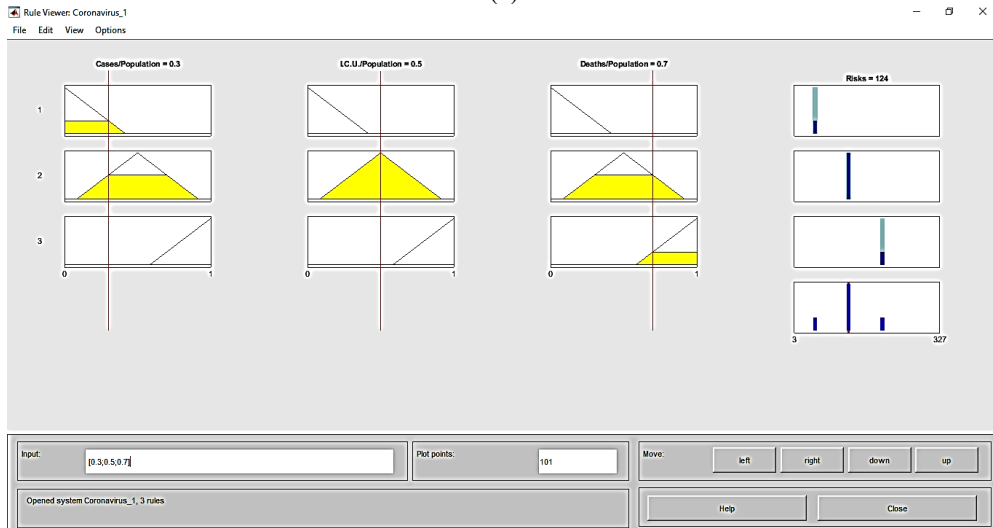 Rule Viewer: Coronavirus_1
File Edit View Options
Cases/Population = 0.3
I.C.U./Population = 0.5
Deaths/Population = 0.7
Risks = 124
1
2
3
0 1
0 1
0 1
3 327
Input:
[0.3;0.5;0.7]
Plot points:
101
Move:
left right down up
Opened system Coronavirus_1, 3 rules
Help Close